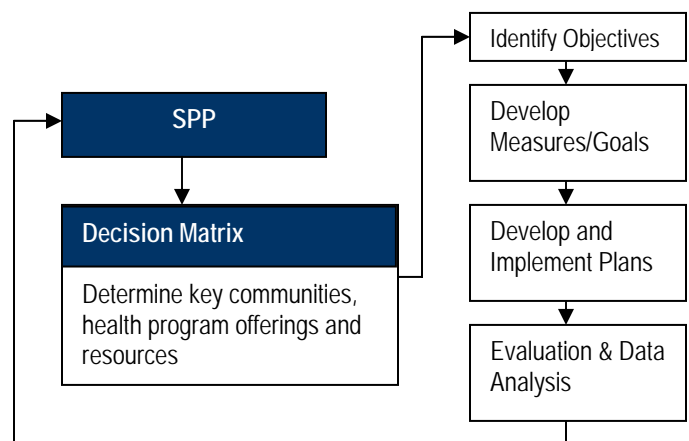 SPP
Decision Matrix
Determine key communities,
health program offerings and
resources
Identify Objectives
Develop
Measures/Goals
Develop and
Implement Plans
Evaluation & Data
Analysis